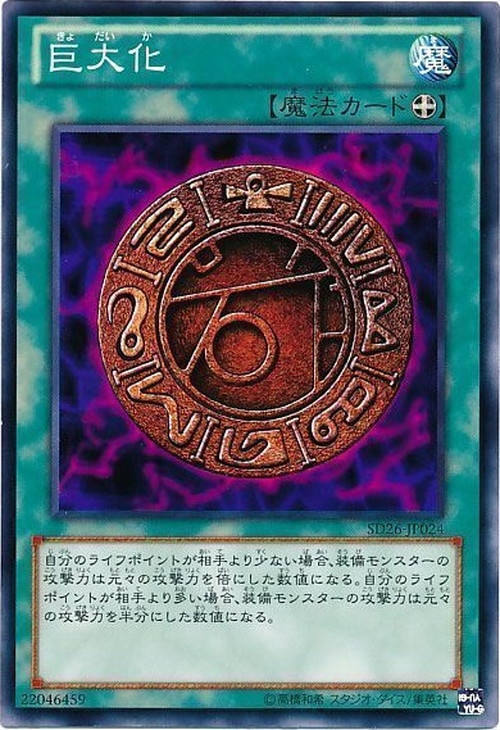 巨大化
魔
【魔法カード】
SD26-JP024
自分のライフポイントが相手より少ない場合、装備モンスターの
攻撃力は元々の攻撃力を倍にした数値になる。自分のライフ
ポイントが相手より多い場合、装備モンスターの攻撃力は元々
の攻撃力を半分にした数値になる。
22046459
©高橋和希 スタジオ・ダイス/集英社